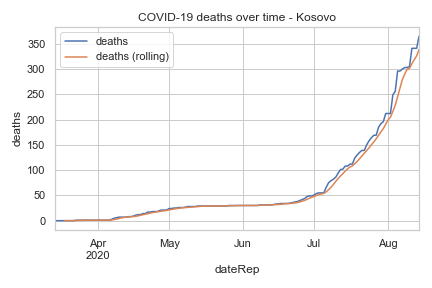 COVID-19 deaths over time - Kosovo
deaths
deaths (rolling)
350
300
250
200
150
100
50
0
deaths
Apr
2020
May
Jun
Jul
Aug
dateRep